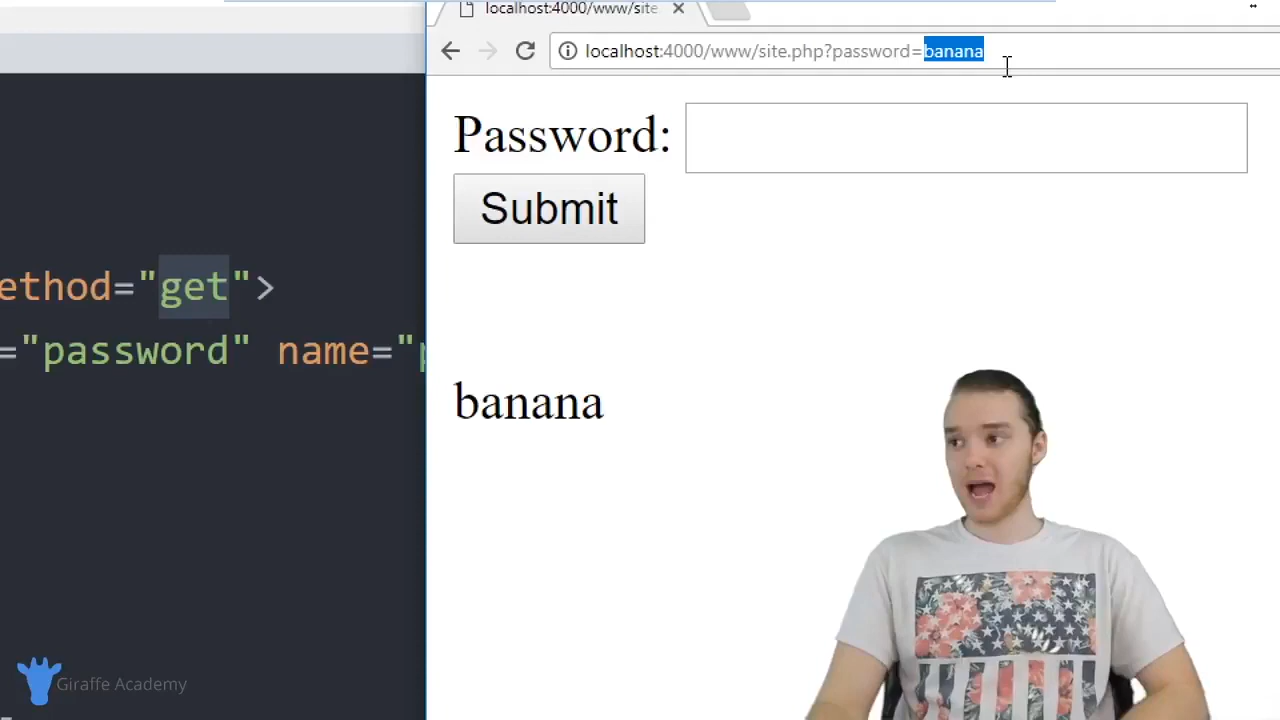 localhost:4000/www/site
localhost:4000/www/site.php?password=banana
Password:
Submit
ethod="get">
="password" name="
banana
Giraffe Academy